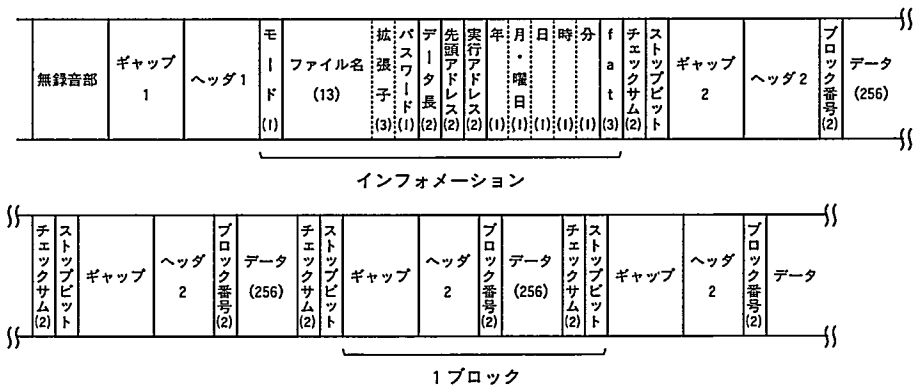 無録音部
ギャップ
1
ヘッダ1
モード(1)
ファイル名
(13)
拡張子(3)
パスワード(1)
データ長(2)
先頭アドレス(2)
実行アドレス(2)
年(1)
月・曜日(1)
日(1)
時(1)
分(1)
fat(3)
チェックサム(2)
ストップビット
ギャップ
2
ヘッダ2
ブロック番号(2)
データ
(256)
インフォメーション
チェックサム(2)
ストップビット
ギャップ
ヘッダ
2
ブロック番号(2)
データ
(256)
チェックサム(2)
ストップビット
ギャップ
ヘッダ
2
ブロック番号(2)
データ
(256)
チェックサム(2)
ストップビット
ギャップ
ヘッダ
2
ブロック番号(2)
データ
1ブロック